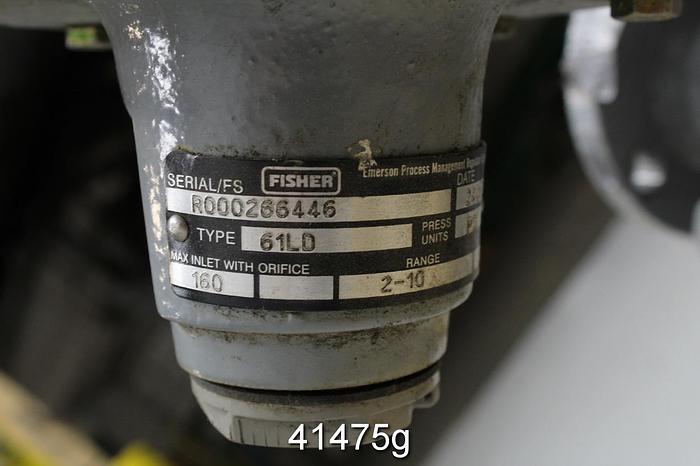 FISHER
Emerson Process Management
SERIAL/FS
DATE
R000266446
TYPE 61LD
PRESS
UNITS
MAX INLET WITH ORIFICE
RANGE
160
2-10
41475g